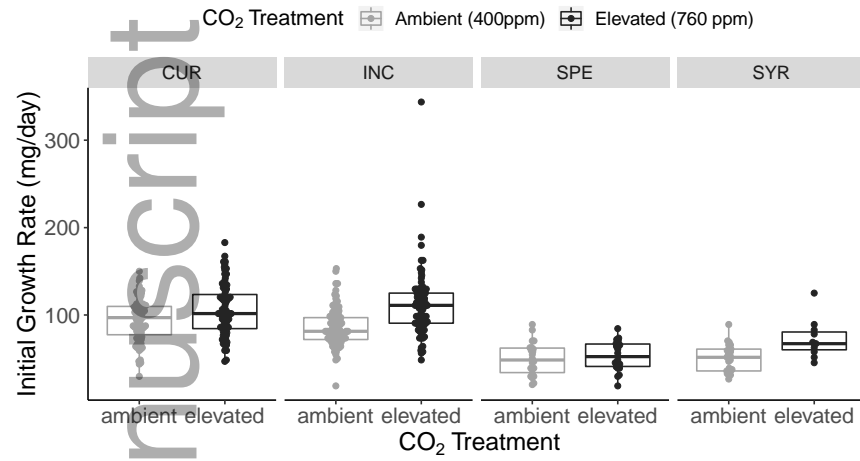 CO₂ Treatment Ambient (400ppm) Elevated (760 ppm)
CUR INC SPE SYR
Initial Growth Rate (mg/day)
300
200
100
ambient elevated ambient elevated ambient elevated ambient elevated
CO₂ Treatment
nuscript